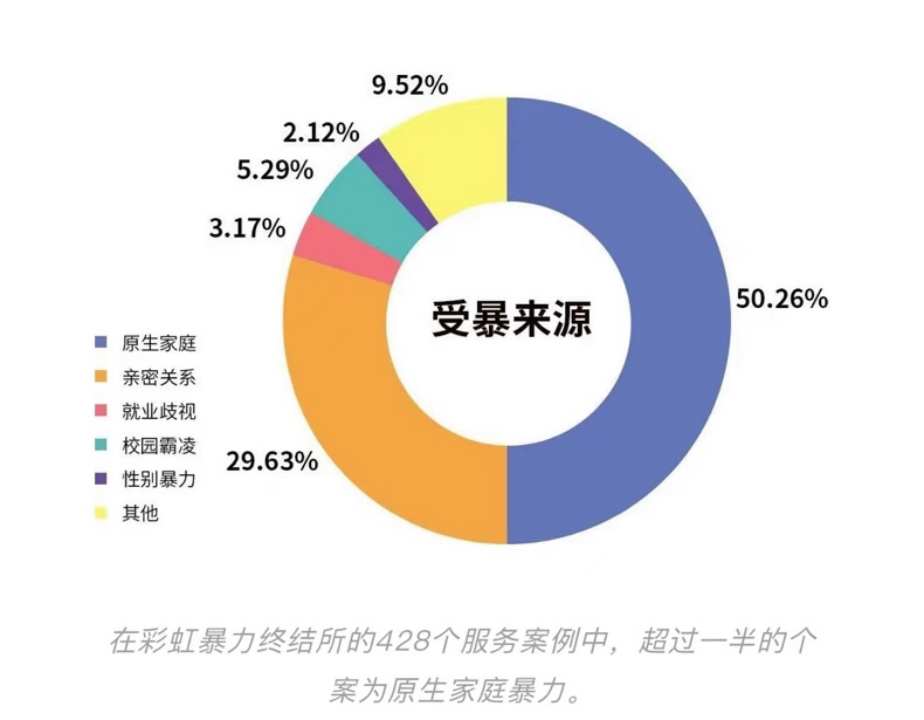 9.52%
2.12%
5.29%
3.17%
受暴来源
50.26%
原生家庭
亲密关系
就业歧视
校园霸凌
29.63%
性别暴力
其他
在彩虹暴力终结所的428个服务案例中，超过一半的个
案为原生家庭暴力。